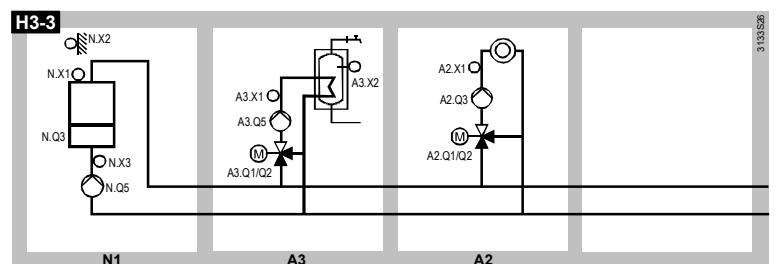 H3-3
N.X2
N.X1
N.Q3
N.X3
N.Q5
N1
A3.X1
A3.X2
A3.Q5
M
A3.Q1/Q2
A3
A2.X1
A2.Q3
M
A2.Q1/Q2
A2
3133S26